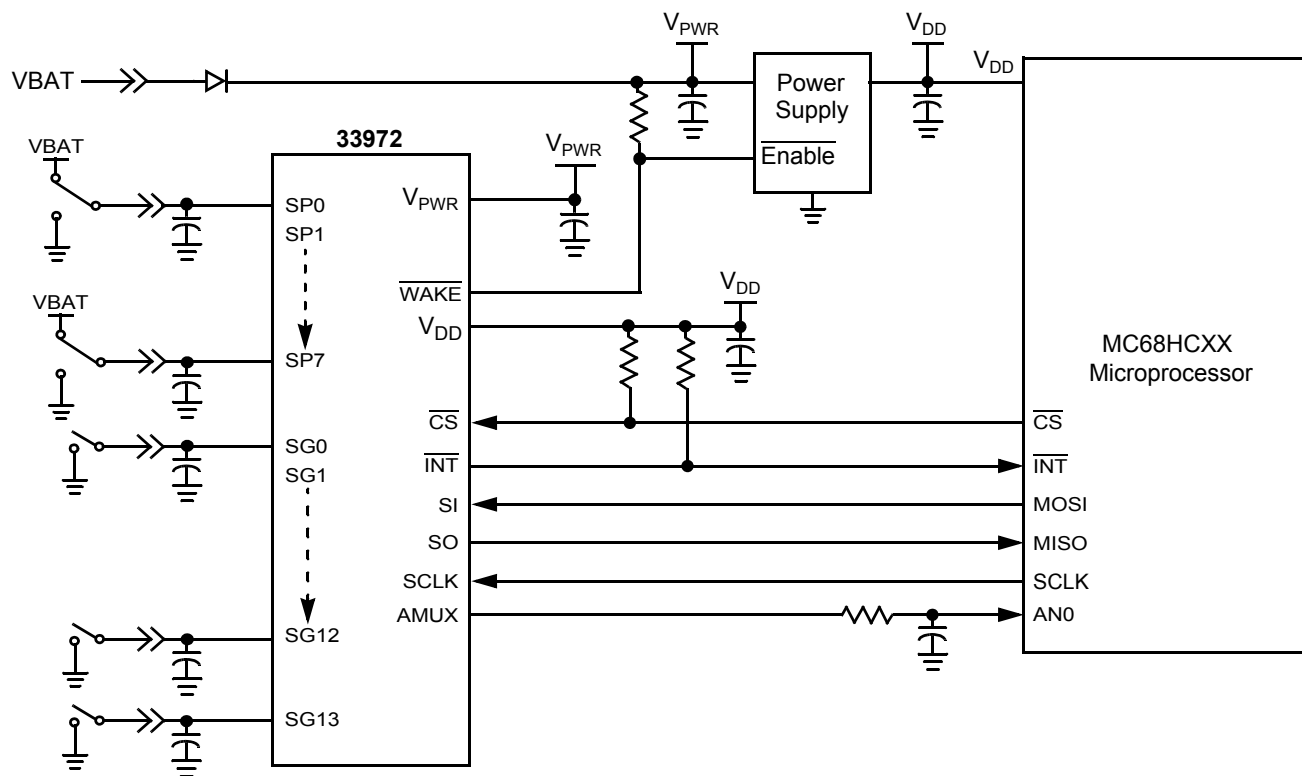 VPWR
VDD
VBAT
VDD
Power
Supply
Enable
33972
VBAT
VPWR
SP0
VPWR
SP1
WAKE
VDD
VBAT
VDD
SP7
MC68HCXX
Microprocessor
CS
CS
SG0
INT
INT
SG1
SI
MOSI
SO
MISO
SCLK
SCLK
AMUX
AN0
SG12
SG13